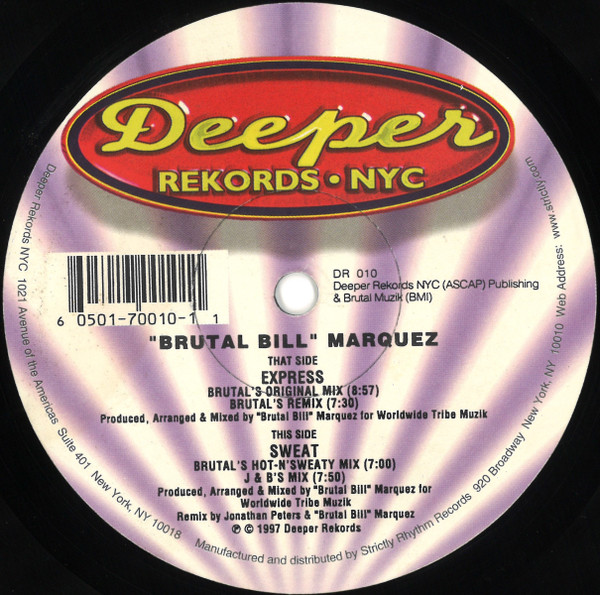 Deeper
REKORDS • NYC
DR 010
Deeper Rekords NYC (ASCAP) Publishing
& Brutal Muzik (BMI)
6 0501-70010-1 1
"BRUTAL BILL" MARQUEZ
THAT SIDE
EXPRESS
BRUTAL'S ORIGINAL MIX (8:57)
BRUTAL'S REMIX (7:30)
Produced, Arranged & Mixed by "Brutal Bill" Marquez for Worldwide Tribe Muzik
THIS SIDE
SWEAT
BRUTAL'S HOT-N'SWEATY MIX (7:00)
J & B'S MIX (7:50)
Produced, Arranged & Mixed by "Brutal Bill" Marquez for
Worldwide Tribe Muzik
Remix by Jonathan Peters & "Brutal Bill" Marquez
℗ © 1997 Deeper Rekords
Deeper Rekords NYC 1021 Avenue of the Americas Suite 401 New York, NY 10018
Manufactured and distributed by Strictly Rhythm Records 920 Broadway New York, NY 10010 Web Address: www.strictly.com